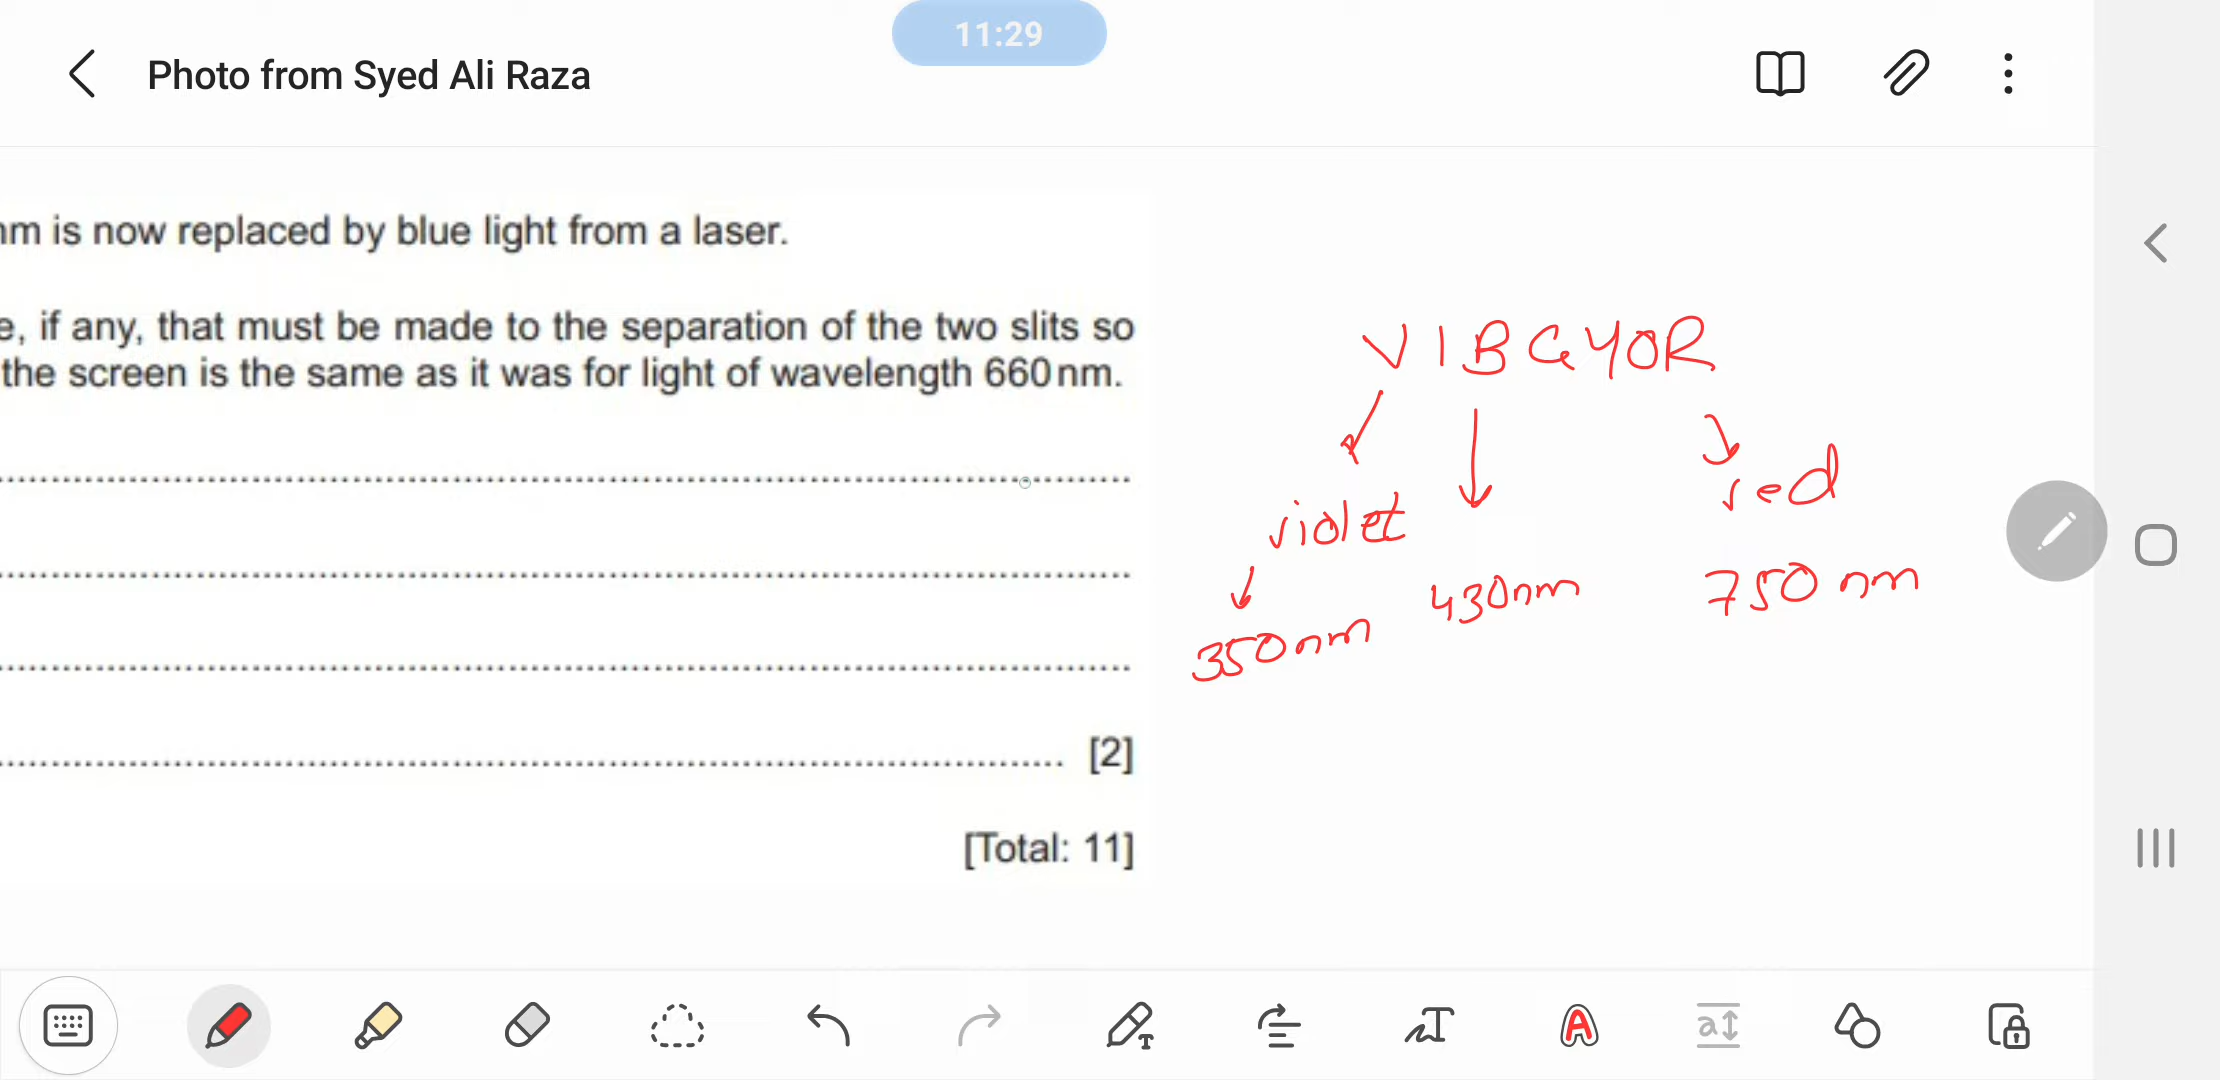 11:29
Photo from Syed Ali Raza
nm is now replaced by blue light from a laser.
e, if any, that must be made to the separation of the two slits so
the screen is the same as it was for light of wavelength 660 nm.
[2]
[Total: 11]
VIBGYOR
violet
red
350nm
430nm
750 nm
T
T
A
a